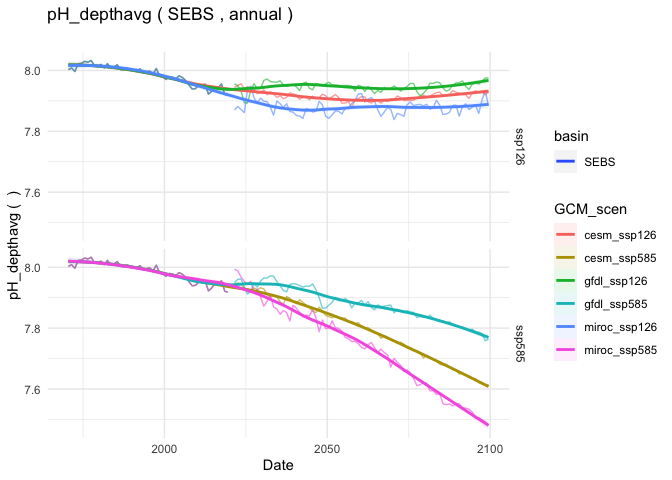 pH_depthavg ( SEBS , annual )
8.0
7.8
7.6
ssp126
8.0
7.8
7.6
ssp585
pH_depthavg ( )
2000
2050
2100
Date
basin
SEBS
GCM_scen
cesm_ssp126
cesm_ssp585
gfdl_ssp126
gfdl_ssp585
miroc_ssp126
miroc_ssp585